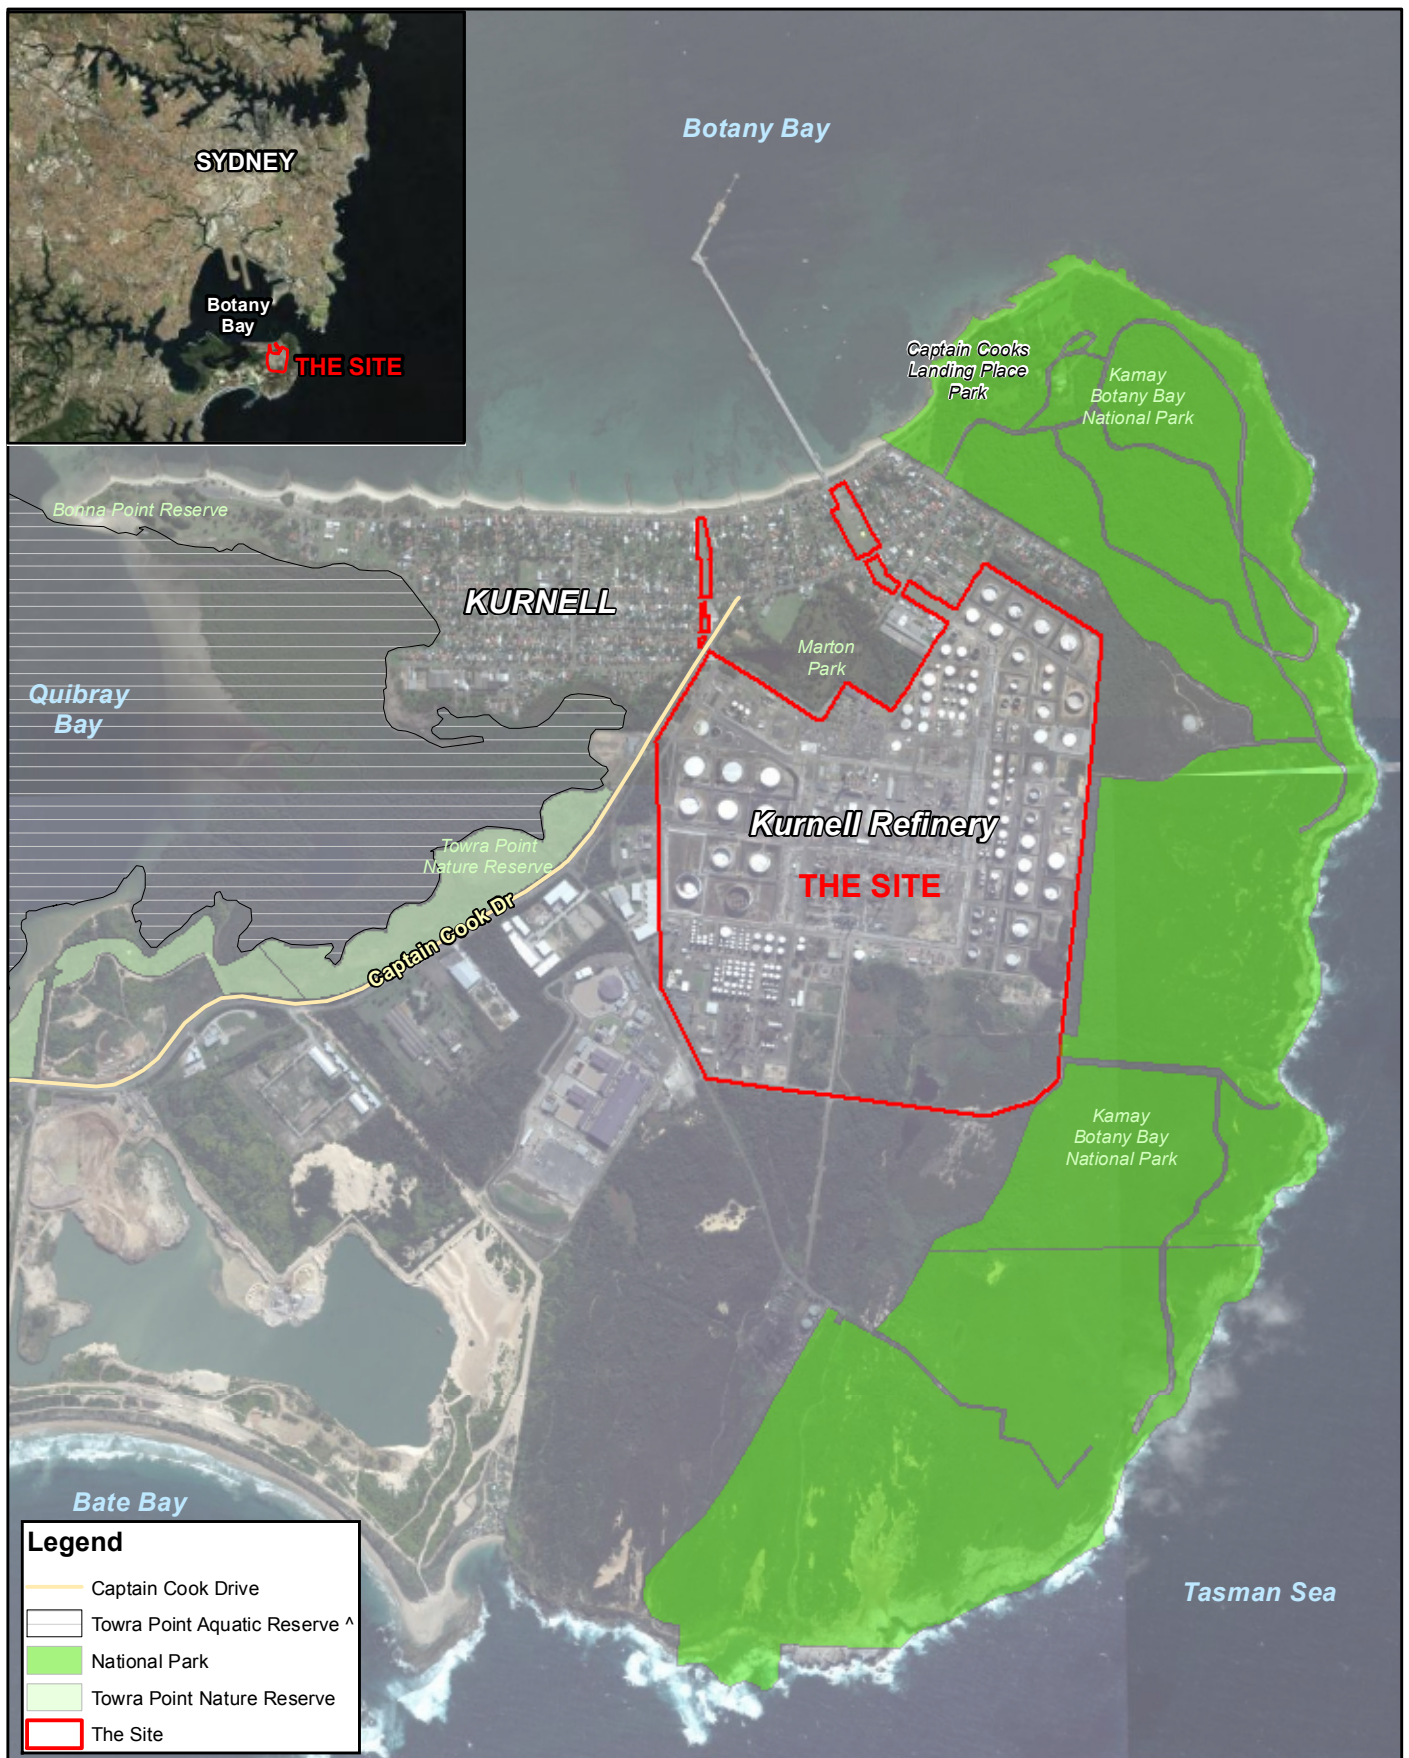 SYDNEY
Botany
Bay
THE SITE
Botany Bay
Captain Cooks
Landing Place
Park
Kamay
Botany Bay
National Park
Bonna Point Reserve
KURNELL
Marton
Park
Quibray
Bay
Kurnell Refinery
THE SITE
Towra Point
Nature Reserve
Captain Cook Dr
Kamay
Botany Bay
National Park
Bate Bay
Tasman Sea
Legend
Captain Cook Drive
Towra Point Aquatic Reserve ^
National Park
Towra Point Nature Reserve
The Site